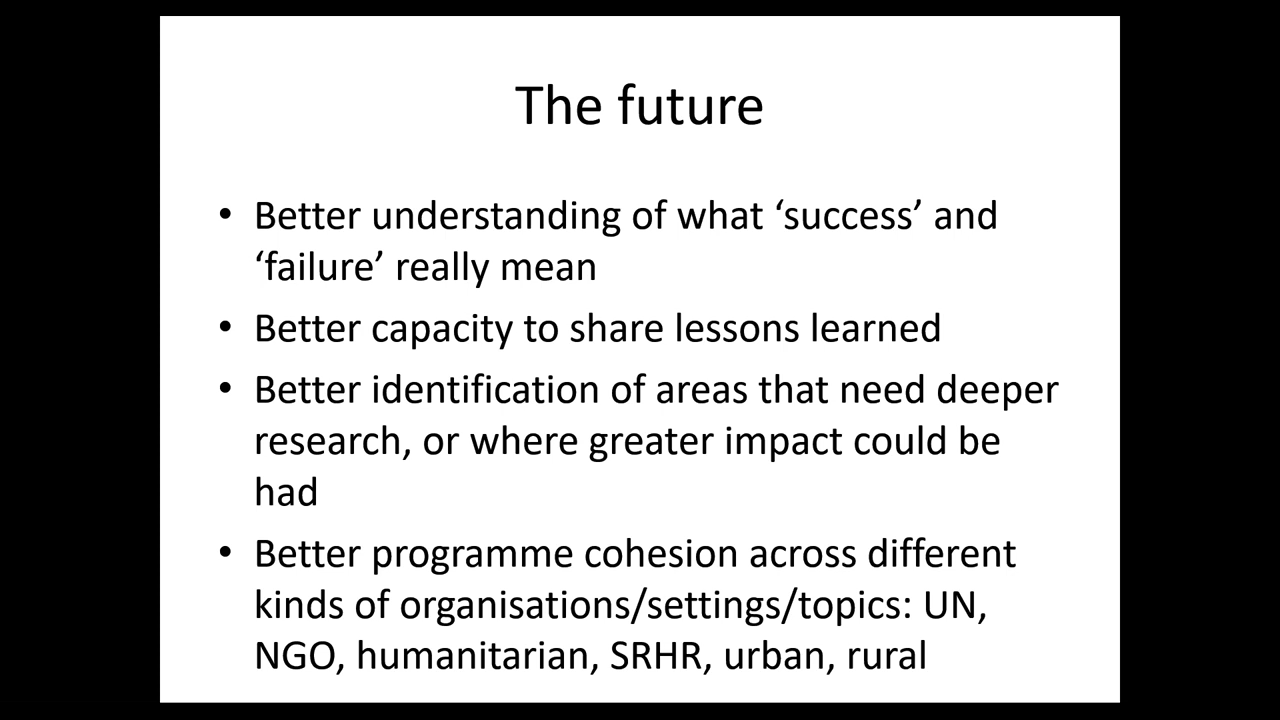 The future
• Better understanding of what ‘success’ and
‘failure’ really mean
• Better capacity to share lessons learned
• Better identification of areas that need deeper
research, or where greater impact could be
had
• Better programme cohesion across different
kinds of organisations/settings/topics: UN,
NGO, humanitarian, SRHR, urban, rural